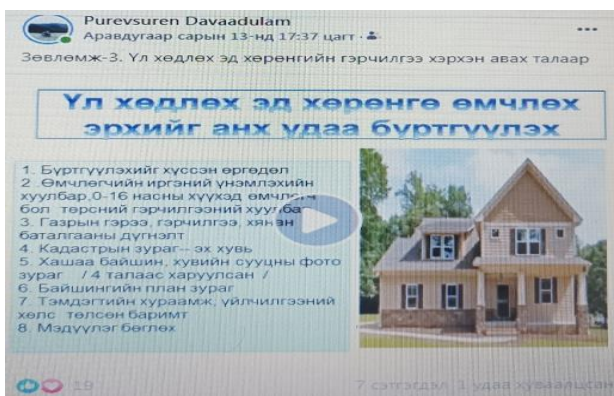 Purevsuren Davaadulam
Аравдугаар сарын 13-нд 17:37 цагт ·
Зөвлөмж-3. Үл хөдлөх эд хөрөнгийн гэрчилгээ хэрхэн авах талаар
Үл хөдлөх эд хөрөнгө өмчлөх
эрхийг анх удаа бүртгүүлэх
1. Бүртгүүлэхийг хүссэн өргөдөл
2 .Өмчлөгчийн иргэний үнэмлэхийн
хуулбар,0-16 насны хүүхэд өмчлөгч
бол төрсний гэрчилгээний хуулбар
3. Газрын гэрээ, гэрчилгээ, хянан
баталгааны дүгнэлт
4. Кадастрын зураг-- эх хувь
5. Хашаа байшин, хувийн сууцны фото
зураг / 4 талаас харуулсан /
6. Байшингийн план зураг
7. Тэмдэгтийн хураамж, үйлчилгээний
хөлс төлсөн баримт
8. Мэдүүлэг бөглөх
19
7 сэтгэгдэл 1 удаа хуваалцсан